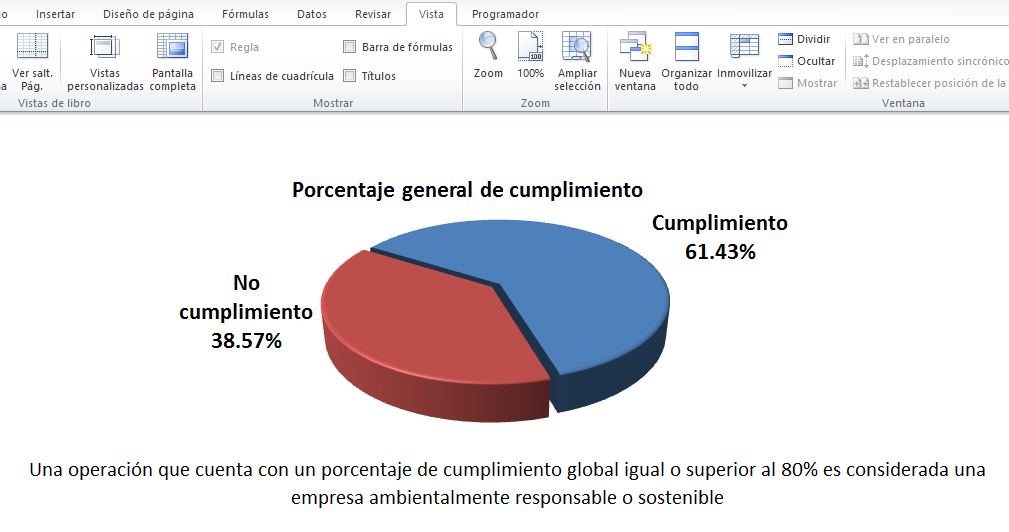 Insertar Diseño de página Fórmulas Datos Revisar Vista Programador
Ver salt. Pág.
Vistas personalizadas
Pantalla completa
Vistas de libro
Regla
Barra de fórmulas
Líneas de cuadrícula
Títulos
Mostrar
Zoom
100
100%
Ampliar selección
Zoom
Nueva ventana
Organizar todo
Inmovilizar
Dividir
Ocultar
Mostrar
Ver en paralelo
Desplazamiento sincrónico
Restablecer posición de la
Ventana
Porcentaje general de cumplimiento
Cumplimiento
61.43%
No
cumplimiento
38.57%
Una operación que cuenta con un porcentaje de cumplimiento global igual o superior al 80% es considerada una
empresa ambientalmente responsable o sostenible